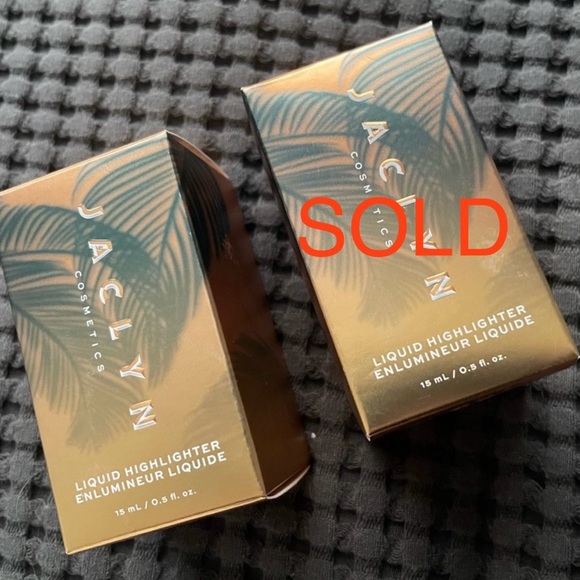 JACLYN
COSMETICS
LIQUID HIGHLIGHTER
ENLUMINEUR LIQUIDE
15 mL / 0.5 fl. oz.
JACLYN
COSMETICS
SOLD
LIQUID HIGHLIGHTER
ENLUMINEUR LIQUIDE
15 mL / 0.5 fl. oz.